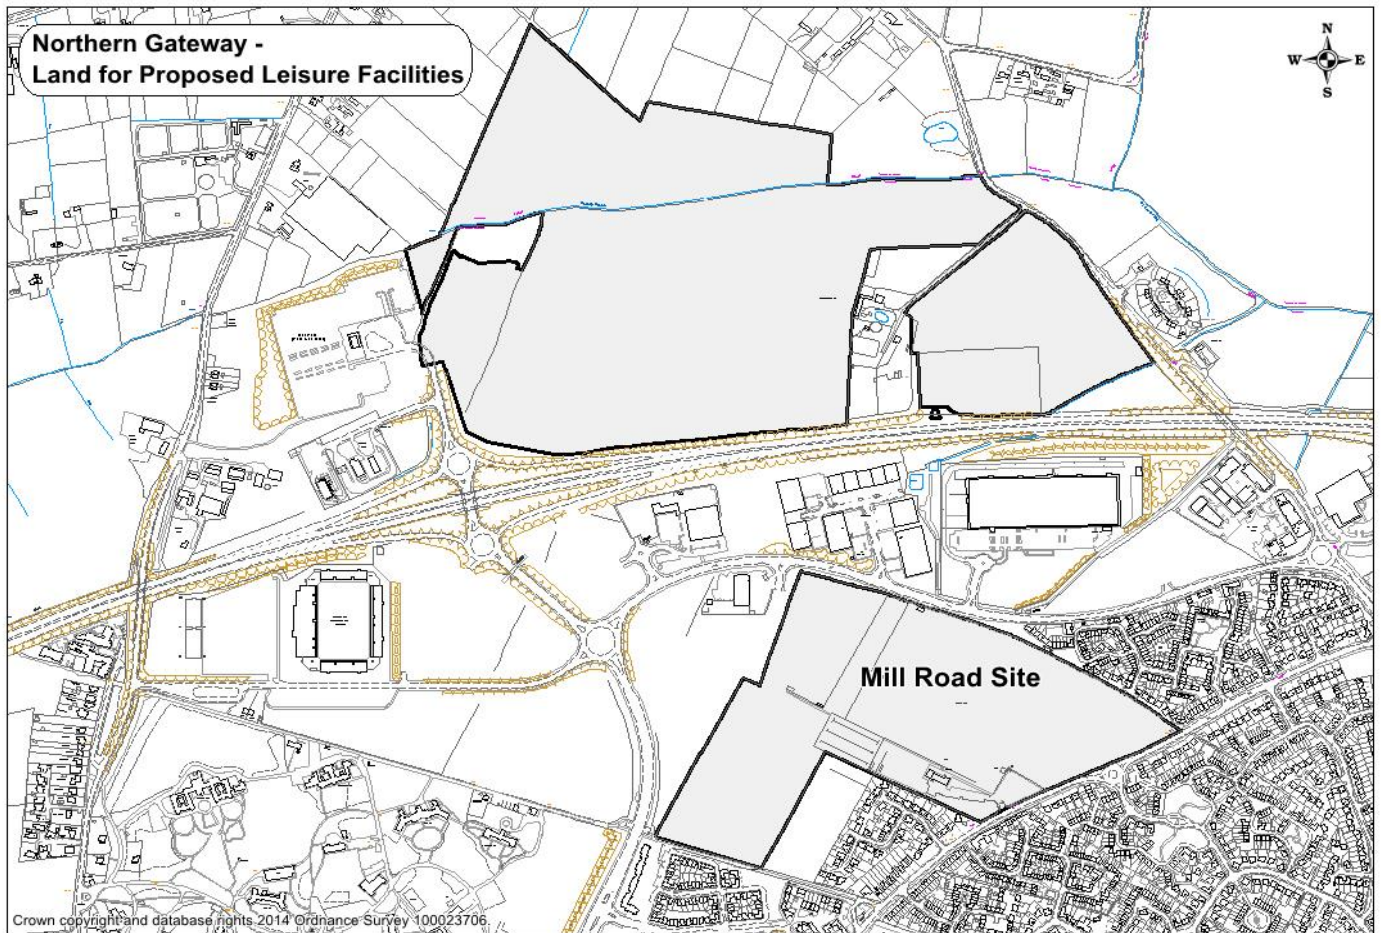 Northern Gateway -
Land for Proposed Leisure Facilities
N
W E
S
Mill Road Site
Crown copyright and database rights 2014 Ordnance Survey 100023706.